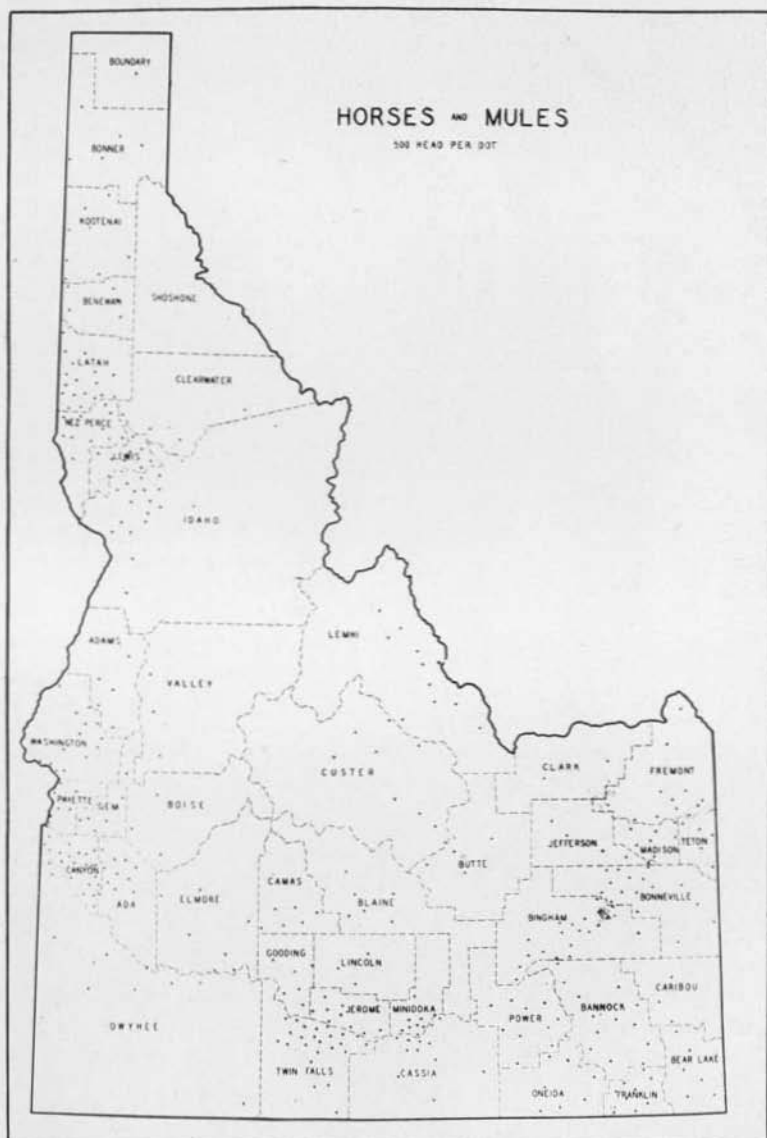 BOUNDARY
HORSES AND MULES
500 HEAD PER DOT
BONNER
KOOTENAI
BENEWAH
SHOSHONE
LATAH
CLEARWATER
NEZ PERCE
LEWIS
IDAHO
ADAMS
LEMHI
VALLEY
WASHINGTON
CUSTER
CLARK
FREMONT
PAYETTE
GEM
BOISE
JEFFERSON
MADISON
TETON
CANYON
BUTTE
ADA
ELMORE
CAMAS
BLAINE
BONNEVILLE
BINGHAM
GOODING
LINCOLN
CARIBOU
JEROME
MINIDOKA
BANNOCK
POWER
OWYHEE
BEAR LAKE
TWIN FALLS
CASSIA
ONEIDA
FRANKLIN